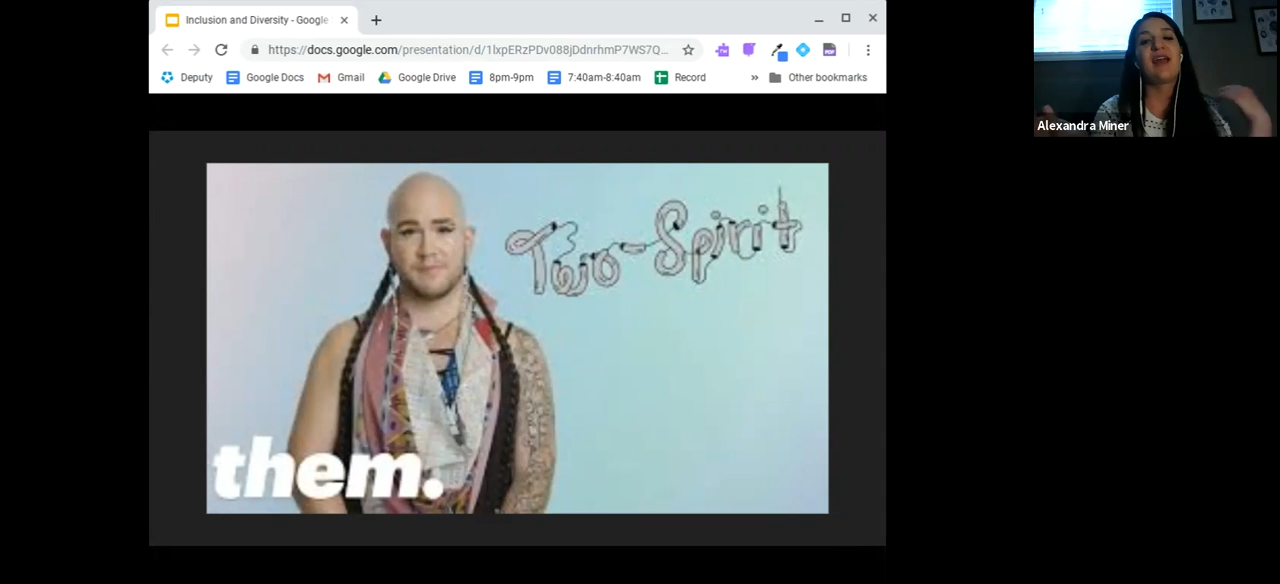 Inclusion and Diversity - Google
https://docs.google.com/presentation/d/1lxpERzPDv088jDdnrhmP7WS7Q...
Deputy
Google Docs
Gmail
Google Drive
8pm-9pm
7:40am-8:40am
Record
Other bookmarks
Alexandra Miner
Two-Spirit
them.